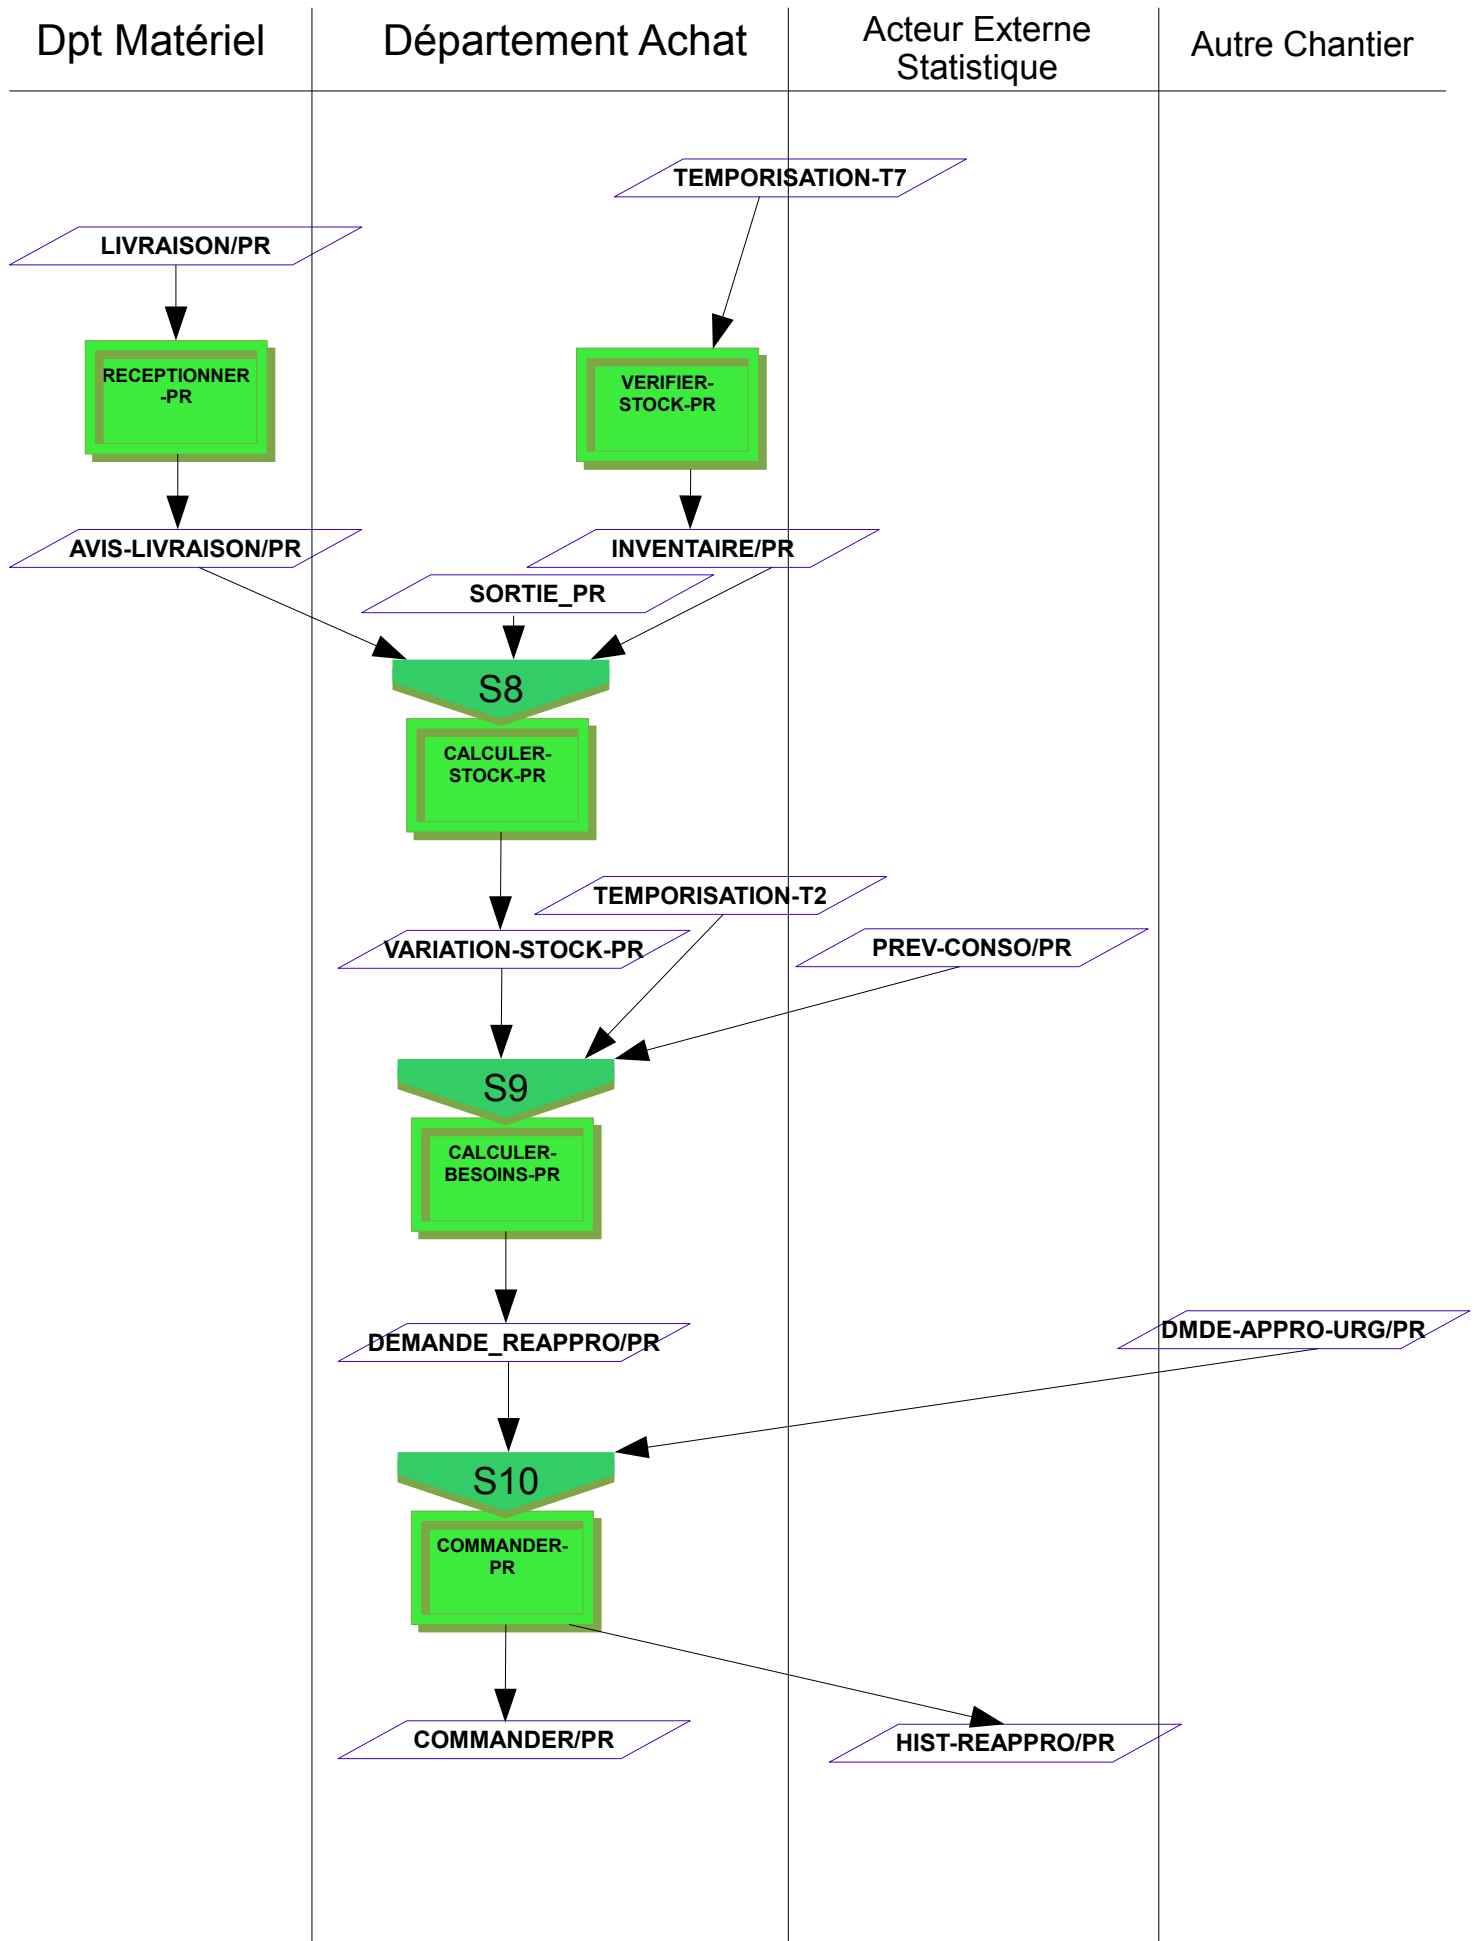 Dpt Matériel
Département Achat
Acteur Externe
Statistique
Autre Chantier
TEMPORISATION-T7
LIVRAISON/PR
RECEPTIONNER
-PR
VERIFIER-
STOCK-PR
AVIS-LIVRAISON/PR
INVENTAIRE/PR
SORTIE_PR
S8
CALCULER-
STOCK-PR
TEMPORISATION-T2
VARIATION-STOCK-PR
PREV-CONSO/PR
S9
CALCULER-
BESOINS-PR
DEMANDE_REAPPRO/PR
DMDE-APPRO-URG/PR
S10
COMMANDER-
PR
COMMANDER/PR
HIST-REAPPRO/PR